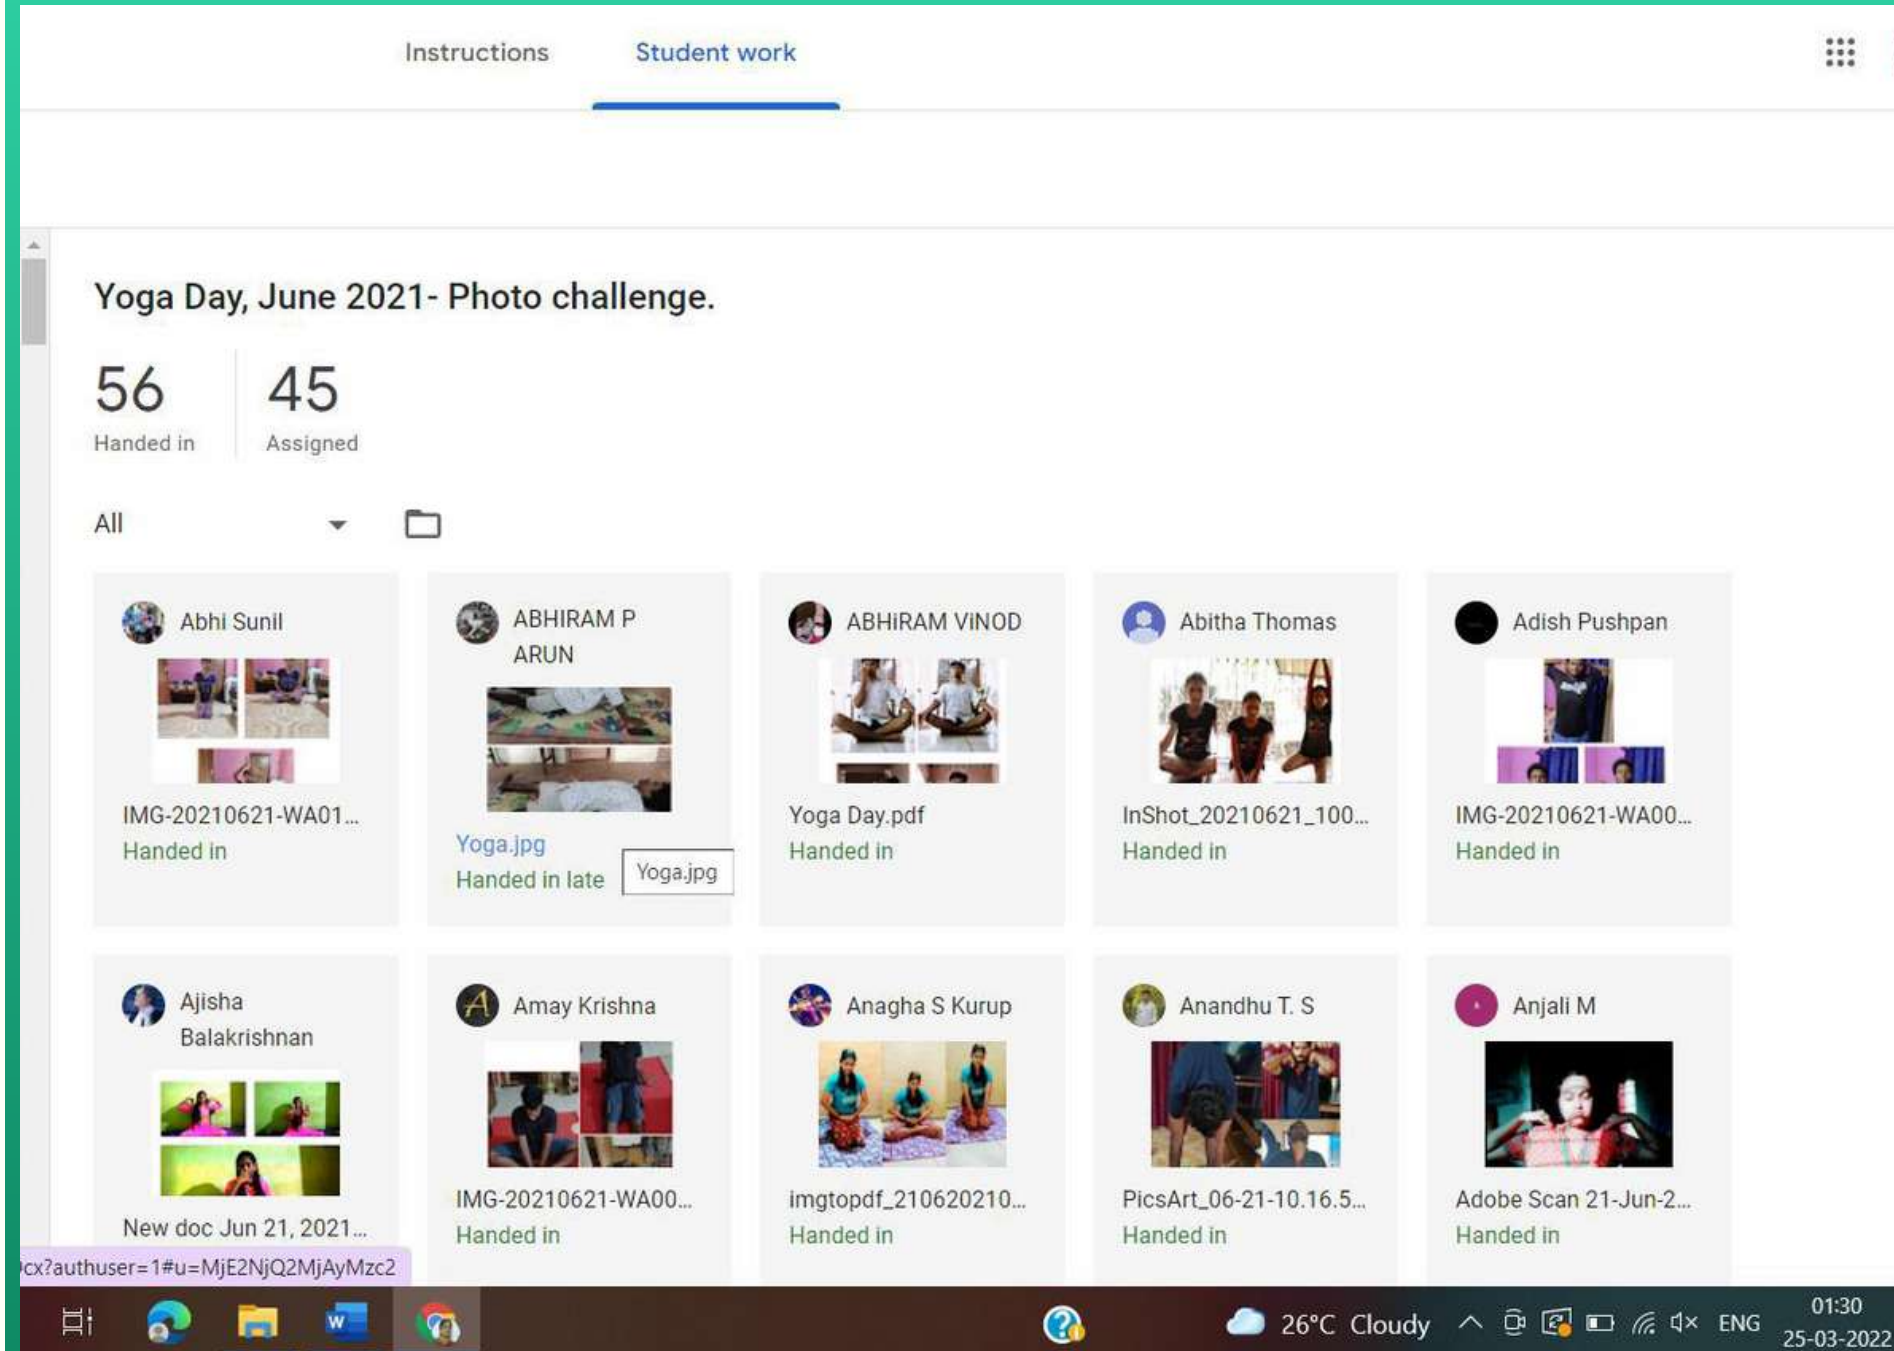 Instructions
Student work
Yoga Day, June 2021- Photo challenge.
56
45
Handed in
Assigned
All
Abhi Sunil
IMG-20210621-WA01...
Handed in
ABHIRAM P
ARUN
Yoga.jpg
Handed in late
Yoga.jpg
ABHiRAM ViNOD
Yoga Day.pdf
Handed in
Abitha Thomas
InShot_20210621_100...
Handed in
Adish Pushpan
IMG-20210621-WA00...
Handed in
Ajisha
Balakrishnan
New doc Jun 21, 2021...
Amay Krishna
IMG-20210621-WA00...
Handed in
Anagha S Kurup
imgtopdf_210620210...
Handed in
Anandhu T. S
PicsArt_06-21-10.16.5...
Handed in
Anjali M
Adobe Scan 21-Jun-2...
Handed in
cx?authuser=1#u=MjE2NjQ2MjAyMzc2
26°C Cloudy
ENG
01:30
25-03-2022